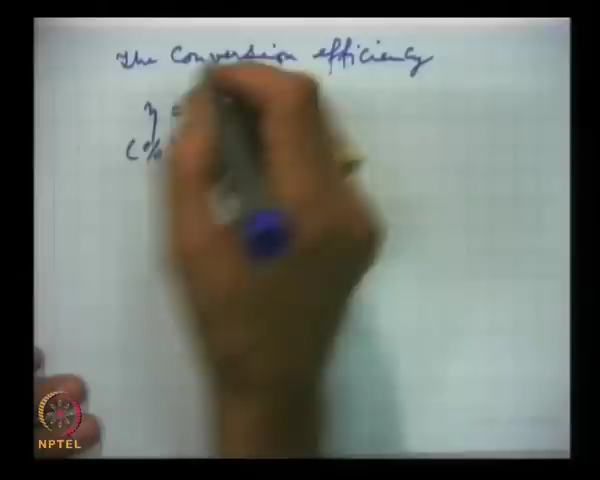 The Conversion efficiency
η =
(%
NPTEL